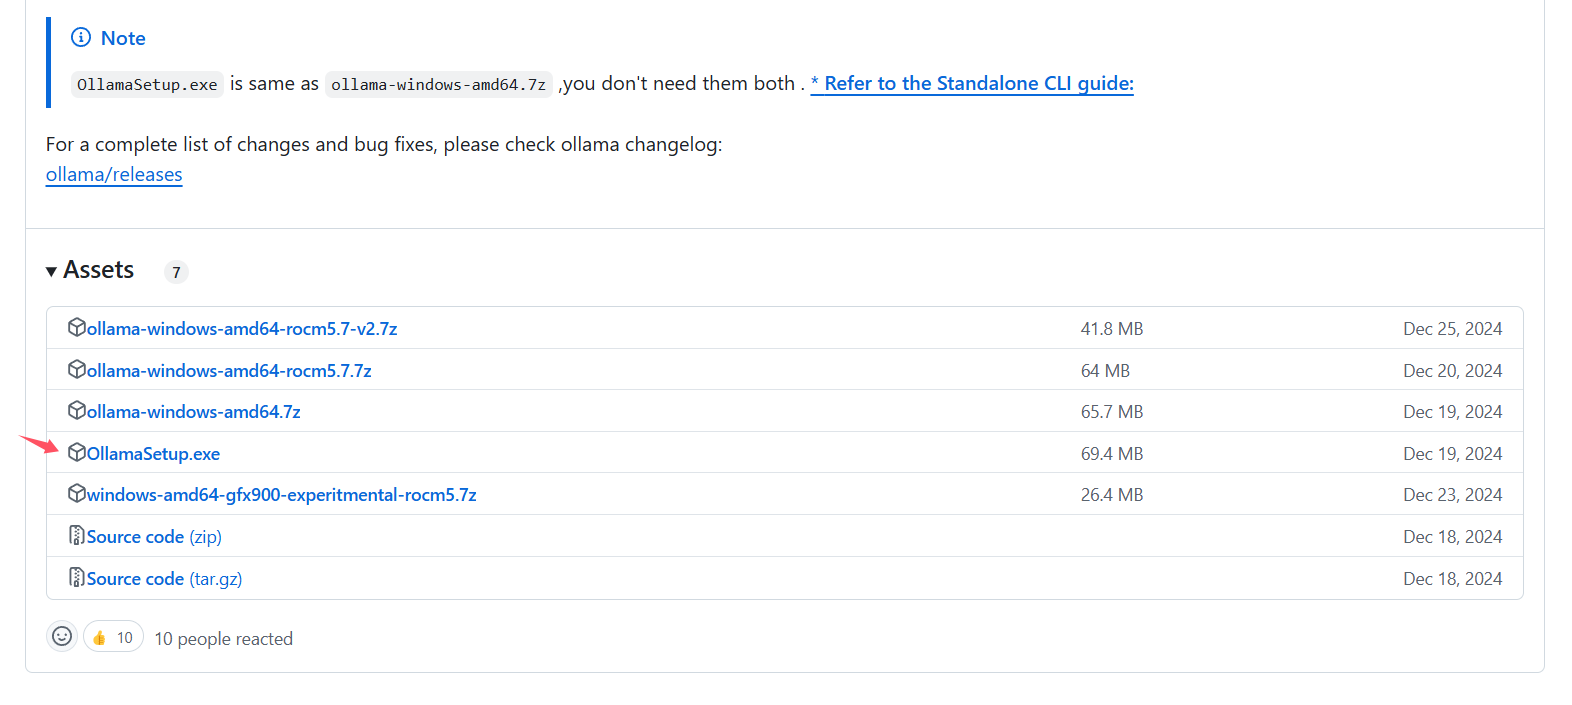 Note
OllamaSetup.exe is same as ollama-windows-amd64.7z ,you don't need them both . * Refer to the Standalone CLI guide:
For a complete list of changes and bug fixes, please check ollama changelog:
ollama/releases
Assets 7
ollama-windows-amd64-rocm5.7-v2.7z 41.8 MB Dec 25, 2024
ollama-windows-amd64-rocm5.7.7z 64 MB Dec 20, 2024
ollama-windows-amd64.7z 65.7 MB Dec 19, 2024
OllamaSetup.exe 69.4 MB Dec 19, 2024
windows-amd64-gfx900-experitmental-rocm5.7z 26.4 MB Dec 23, 2024
Source code (zip) Dec 18, 2024
Source code (tar.gz) Dec 18, 2024
10 10 people reacted